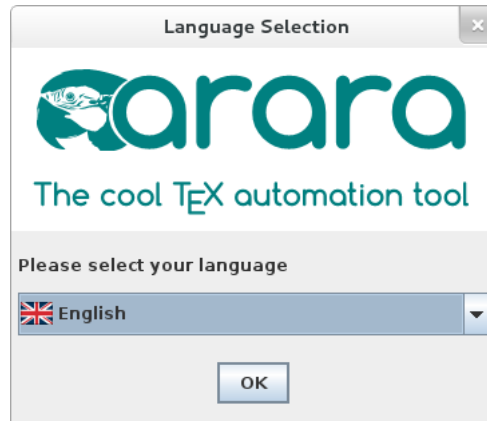 Language Selection
arara
The cool TEX automation tool
Please select your language
English
OK